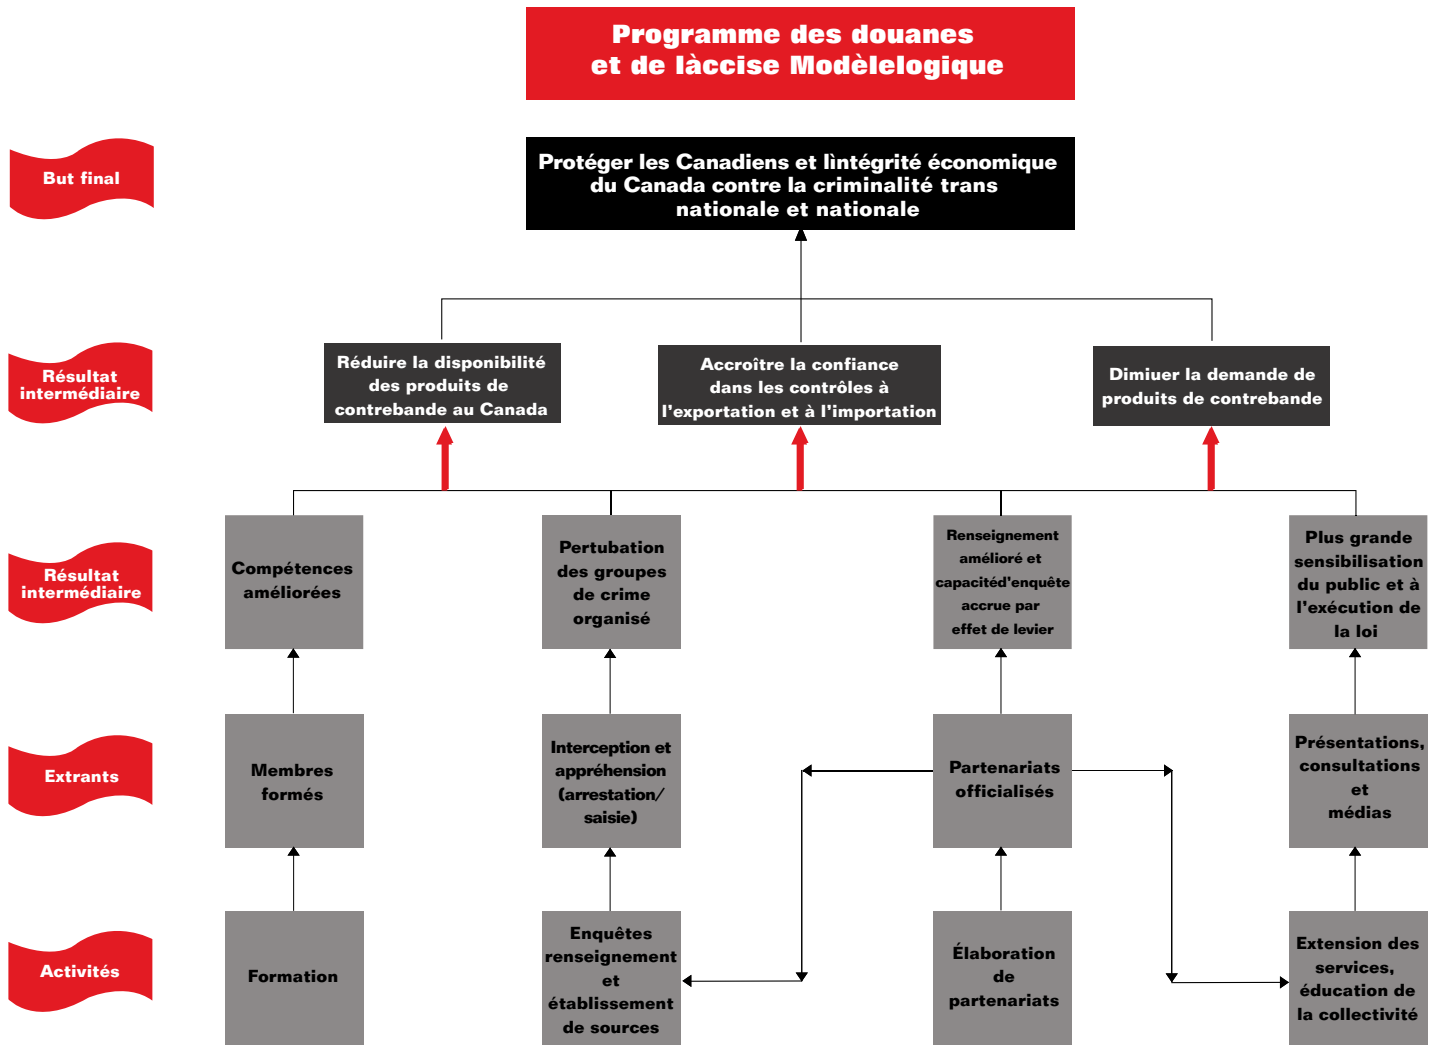 Programme des douanes
et de làccise Modèlelogique
But final
Protéger les Canadiens et lìntégrité économique
du Canada contre la criminalité trans
nationale et nationale
Résultat
intermédiaire
Réduire la disponibilité
des produits de
contrebande au Canada
Accroître la confiance
dans les contrôles à
l'exportation et à l'importation
Dimiuer la demande de
produits de contrebande
Résultat
intermédiaire
Compétences
améliorées
Pertubation
des groupes
de crime
organisé
Renseignement
amélioré et
capacitéd'enquête
accrue par
effet de levier
Plus grande
sensibilisation
du public et à
l'exécution de
la loi
Extrants
Membres
formés
Interception et
appréhension
(arrestation/
saisie)
Partenariats
officialisés
Présentations,
consultations
et
médias
Activités
Formation
Enquêtes
renseignement
et
établissement
de sources
Élaboration
de
partenariats
Extension des
services,
éducation de
la collectivité